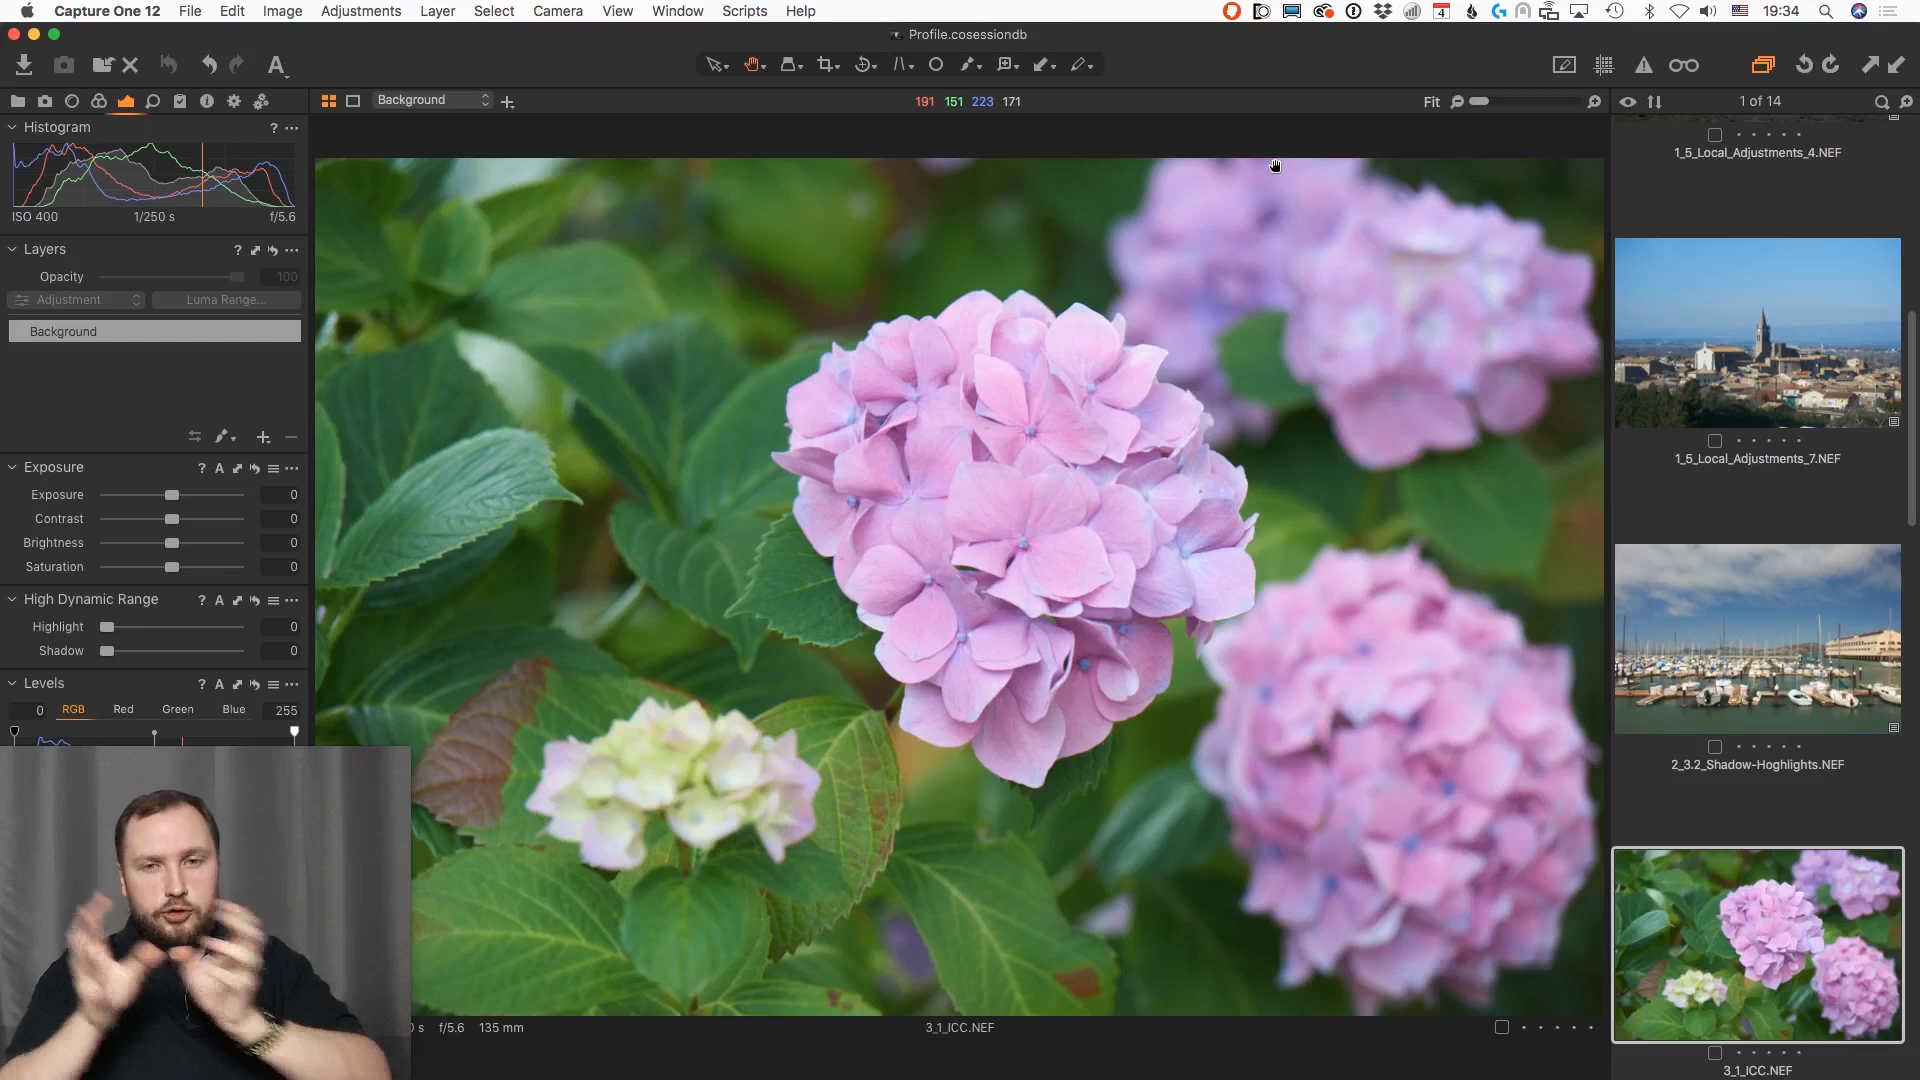 Capture One 12 File Edit Image Adjustments Layer Select Camera View Window Scripts Help 4 19:34
Profile.cosessiondb
A
Background 191 151 223 171 Fit 1 of 14
Histogram ?
ISO 400 1/250 s f/5.6
Layers ?
Opacity 100
Adjustment Luma Range...
Background
Exposure ? A
Exposure 0
Contrast 0
Brightness 0
Saturation 0
High Dynamic Range ? A
Highlight 0
Shadow 0
Levels ? A
0 RGB Red Green Blue 255
s f/5.6 135 mm 3_1_ICC.NEF
1_5_Local_Adjustments_4.NEF
1_5_Local_Adjustments_7.NEF
2_3.2_Shadow-Hoghlights.NEF
3_1_ICC.NEF